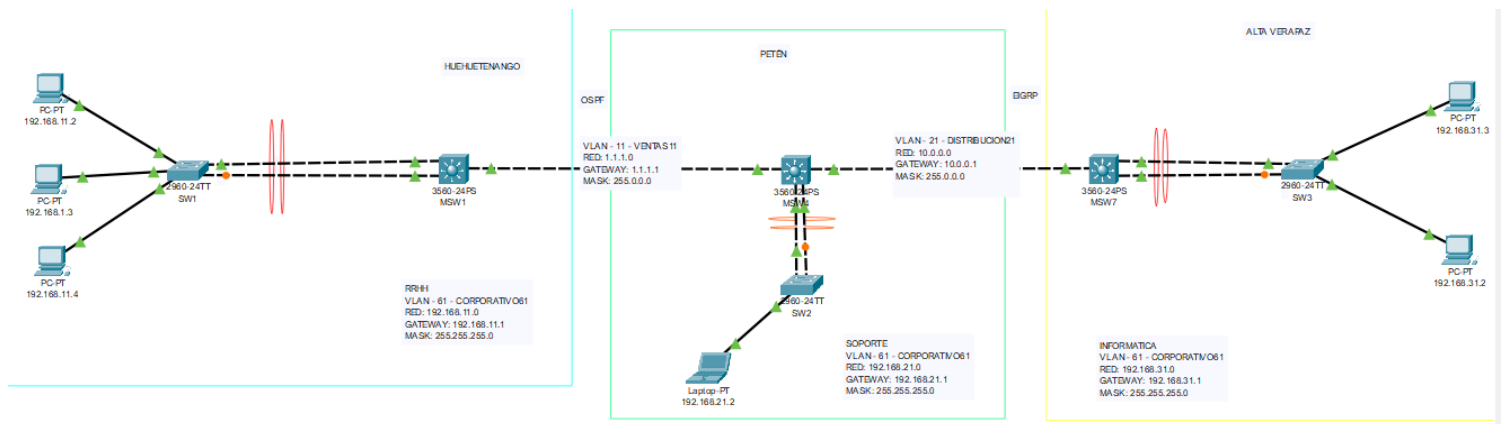 HUEHUETENANGO
PC-PT
192.168.11.2
PC-PT
192.168.1.3
PC-PT
192.168.11.4
2960-24TT
SW1
3560-24PS
MSW1
RRHH
VLAN - 61 - CORPORATIVO61
RED: 192.168.11.0
GATEWAY: 192.168.11.1
MASK: 255.255.255.0
OSPF
VLAN - 11 - VENTAS11
RED: 1.1.1.0
GATEWAY: 1.1.1.1
MASK: 255.0.0.0
PETÉN
3560-24PS
MSW4
2960-24TT
SW2
Laptop-PT
192.168.21.2
SOPORTE
VLAN - 61 - CORPORATIVO61
RED: 192.168.21.0
GATEWAY: 192.168.21.1
MASK: 255.255.255.0
EIGRP
VLAN - 21 - DISTRIBUCION21
RED: 10.0.0.0
GATEWAY: 10.0.0.1
MASK: 255.0.0.0
ALTA VERAPAZ
3560-24PS
MSW7
2960-24TT
SW3
PC-PT
192.168.31.3
PC-PT
192.168.31.2
INFORMATICA
VLAN - 61 - CORPORATIVO61
RED: 192.168.31.0
GATEWAY: 192.168.31.1
MASK: 255.255.255.0